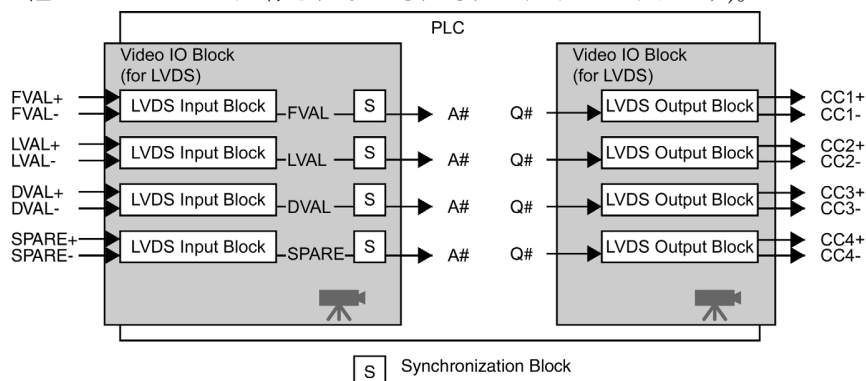 PLC
Video IO Block
(for LVDS)
Video IO Block
(for LVDS)
FVAL+
FVAL-
LVDS Input Block
FVAL
S
A#
Q#
LVDS Output Block
CC1+
CC1-
LVAL+
LVAL-
LVDS Input Block
LVAL
S
A#
Q#
LVDS Output Block
CC2+
CC2-
DVAL+
DVAL-
LVDS Input Block
DVAL
S
A#
Q#
LVDS Output Block
CC3+
CC3-
SPARE+
SPARE-
LVDS Input Block
SPARE
S
A#
Q#
LVDS Output Block
CC4+
CC4-
S Synchronization Block